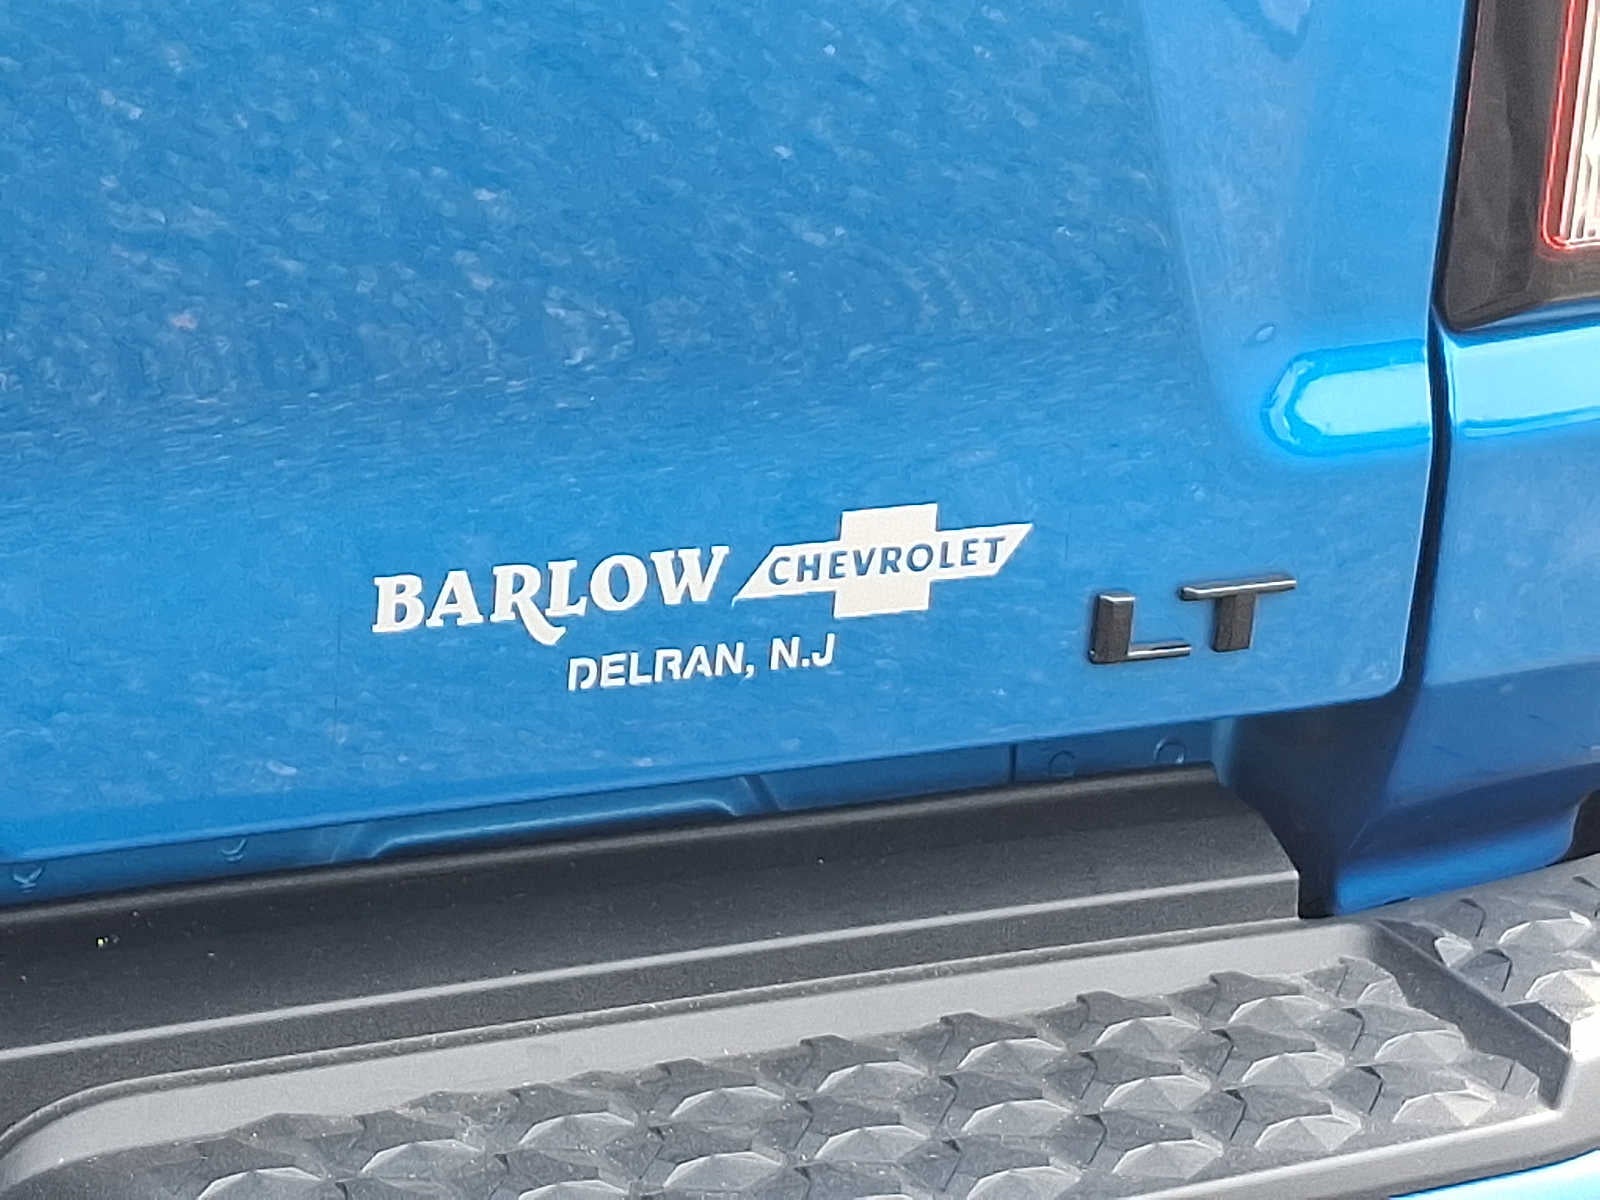 BARLOW CHEVROLET
DELRAN, N.J
LT